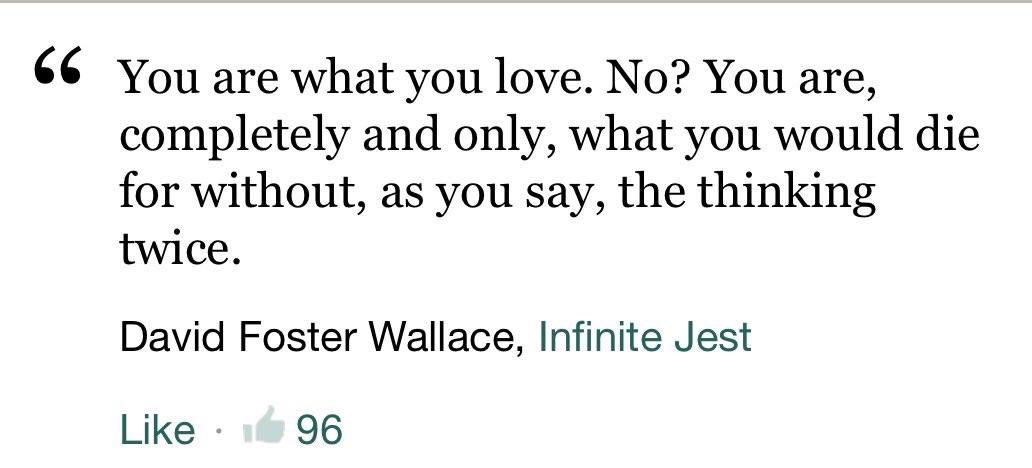 “ You are what you love. No? You are,
completely and only, what you would die
for without, as you say, the thinking
twice.
David Foster Wallace, Infinite Jest
Like · 96